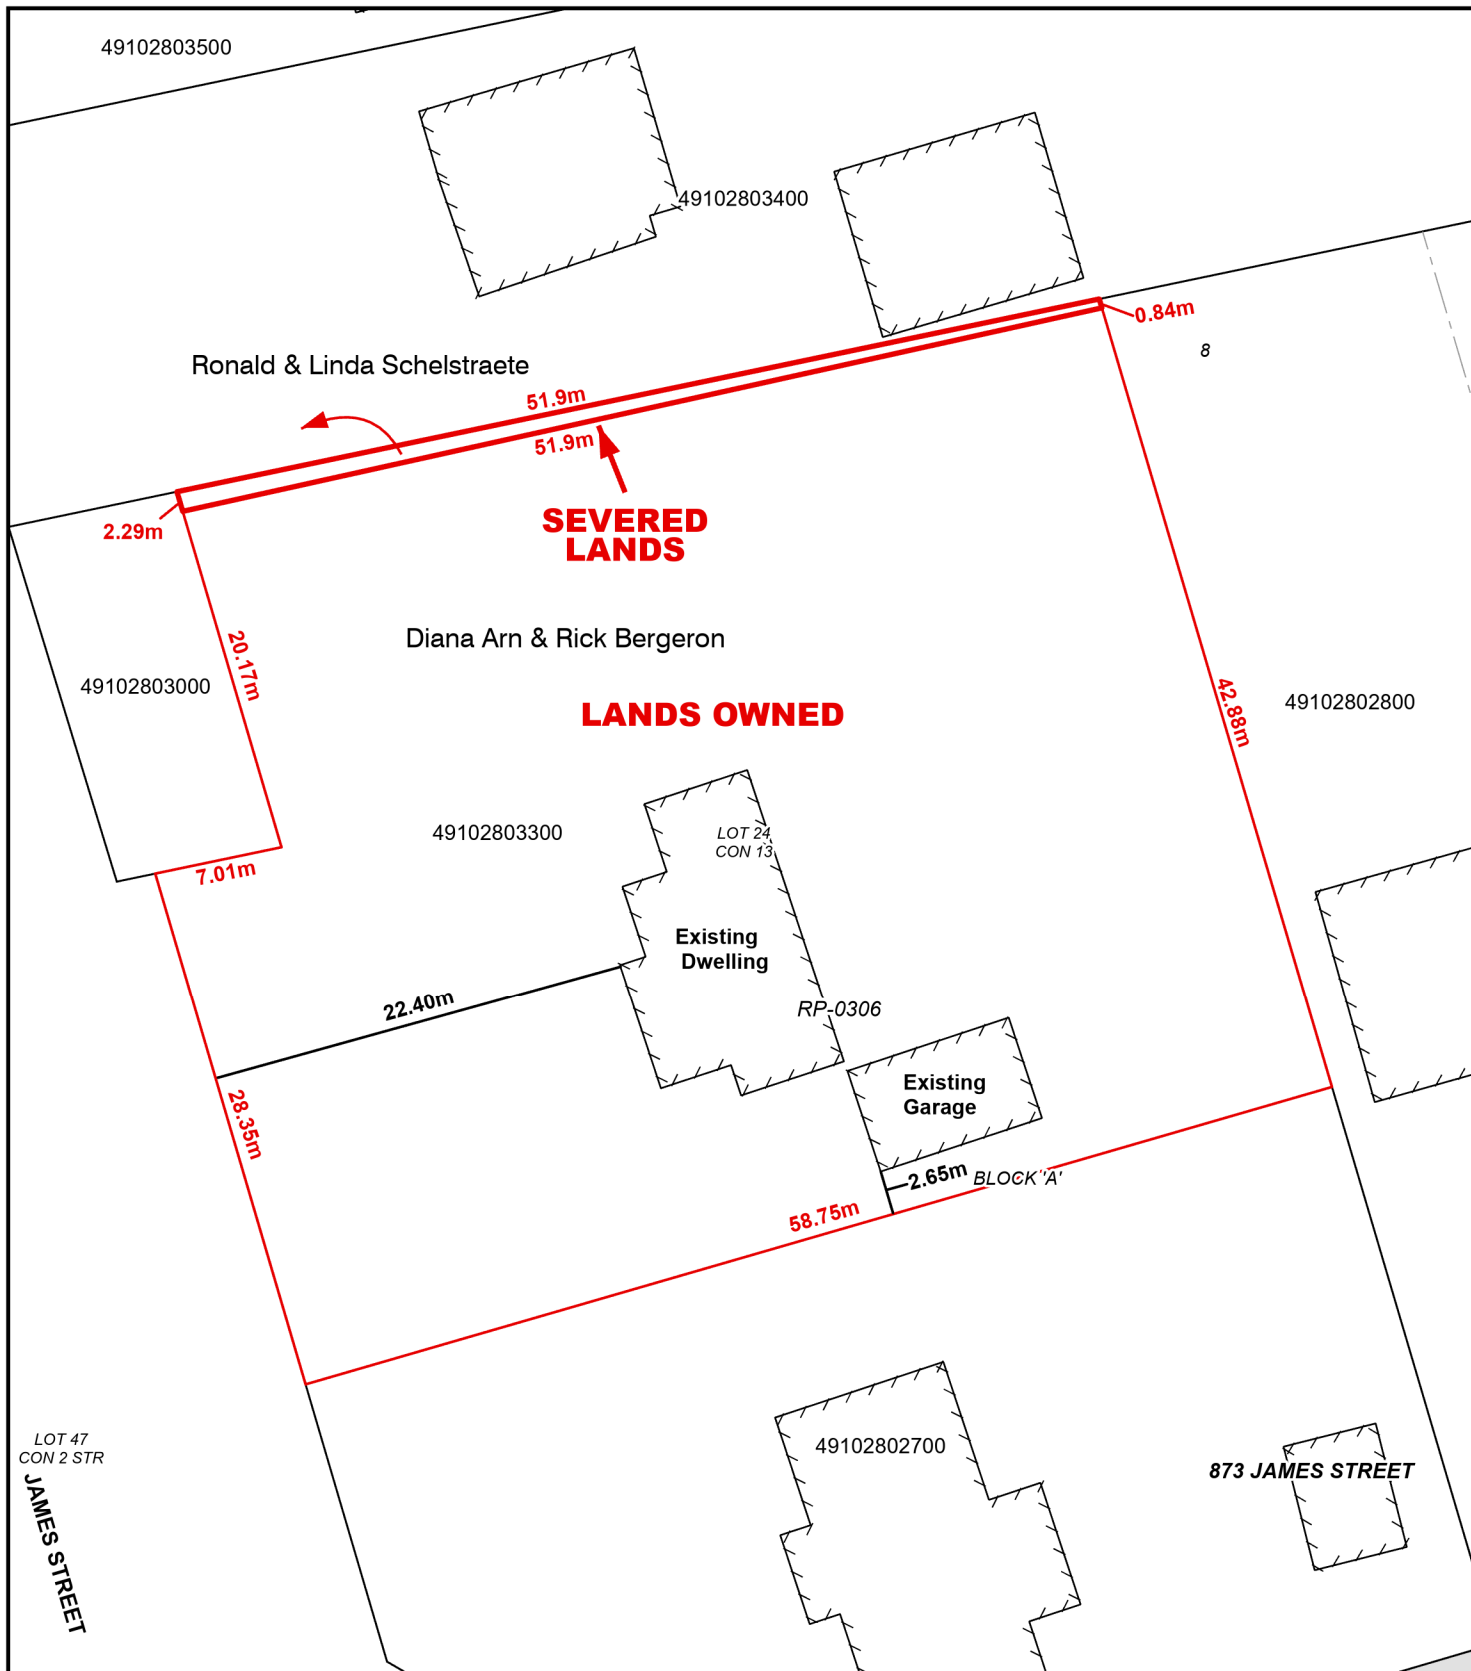 49102803500
49102803400
0.84m
8
Ronald & Linda Schelstraete
51.9m
51.9m
2.29m
SEVERED
LANDS
20.17m
Diana Arn & Rick Bergeron
49102803000
LANDS OWNED
42.88m
49102802800
49102803300
LOT 24
CON 13
7.01m
Existing
Dwelling
22.40m
RP-0306
Existing
Garage
28.35m
2.65m
BLOCK 'A'
58.75m
LOT 47
CON 2 STR
49102802700
873 JAMES STREET
JAMES STREET